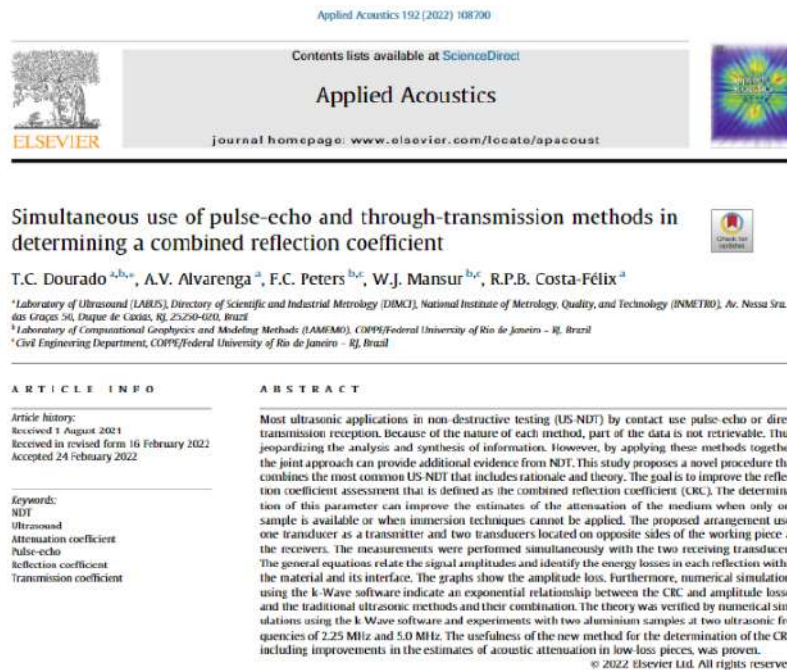 Applied Acoustics 192 (2022) 108700
Contents lists available at ScienceDirect
Applied Acoustics
journal homepage: www.elsevier.com/locate/apacoust
ELSEVIER
Simultaneous use of pulse-echo and through-transmission methods in
determining a combined reflection coefficient
Check for
updates
T.C. Dourado a,b,*, A.V. Alvarenga a, F.C. Peters b,c, W.J. Mansur b,c, R.P.B. Costa-Félix a
a Laboratory of Ultrasound (LABUS), Directory of Scientific and Industrial Metrology (DIMCI), National Institute of Metrology, Quality, and Technology (INMETRO), Av. Nossa Sra.
das Graças 50, Duque de Caxias, RJ, 25250-020, Brazil
b Laboratory of Computational Geophysics and Modeling Methods (LAMEMO), COPPE/Federal University of Rio de Janeiro – RJ, Brazil
c Civil Engineering Department, COPPE/Federal University of Rio de Janeiro – RJ, Brazil
ARTICLE INFO
Article history:
Received 1 August 2021
Received in revised form 16 February 2022
Accepted 24 February 2022
Keywords:
NDT
Ultrasound
Attenuation coefficient
Pulse-echo
Reflection coefficient
Transmission coefficient
ABSTRACT
Most ultrasonic applications in non-destructive testing (US-NDT) by contact use pulse-echo or dire
transmission reception. Because of the nature of each method, part of the data is not retrievable. Thu
jeopardizing the analysis and synthesis of information. However, by applying these methods togethe
the joint approach can provide additional evidence from NDT. This study proposes a novel procedure th
combines the most common US-NDT that includes rationale and theory. The goal is to improve the refle
tion coefficient assessment that is defined as the combined reflection coefficient (CRC). The determina
tion of this parameter can improve the estimates of the attenuation of the medium when only on
sample is available or when immersion techniques cannot be applied. The proposed arrangement use
one transducer as a transmitter and two transducers located on opposite sides of the working piece a
the receivers. The measurements were performed simultaneously with the two receiving transducer
The general equations relate the signal amplitudes and identify the energy losses in each reflection with
the material and its interface. The graphs show the amplitude loss. Furthermore, numerical simulation
using the k-Wave software indicate an exponential relationship between the CRC and amplitude losse
and the traditional ultrasonic methods and their combination. The theory was verified by numerical sim
ulations using the k Wave software and experiments with two aluminium samples at two ultrasonic fre
quencies of 2.25 MHz and 5.0 MHz. The usefulness of the new method for the determination of the CR
including improvements in the estimates of acoustic attenuation in low-loss pieces, was proven.
© 2022 Elsevier Ltd. All rights reserve